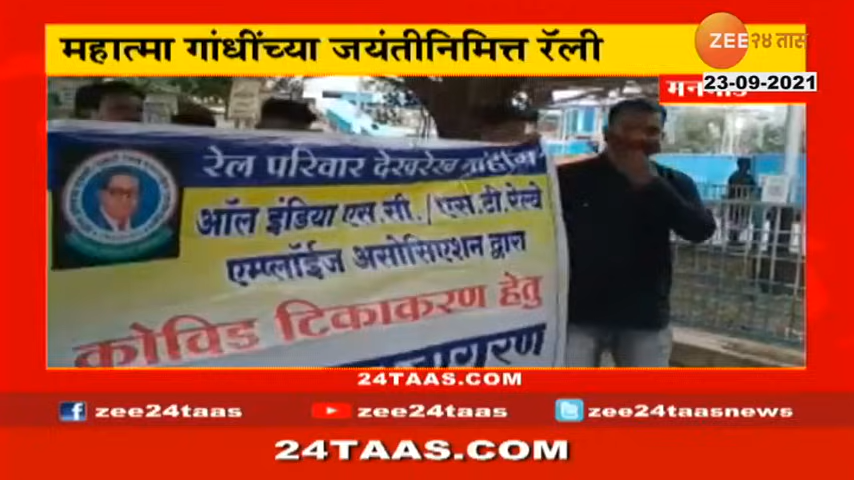 महात्मा गांधींच्या जयंतीनिमित्त रॅली
ZEE २४ तास
23-09-2021
रेल परिवार देखरेख
ऑल इंडिया एस.सी./एस.टी.रेल्वे
एम्प्लॉईज असोसिएशन द्वारा
कोविड टिकाकरण हेतु
24TAAS.COM
zee24taas
zee24taas
zee24taasnews
24TAAS.COM